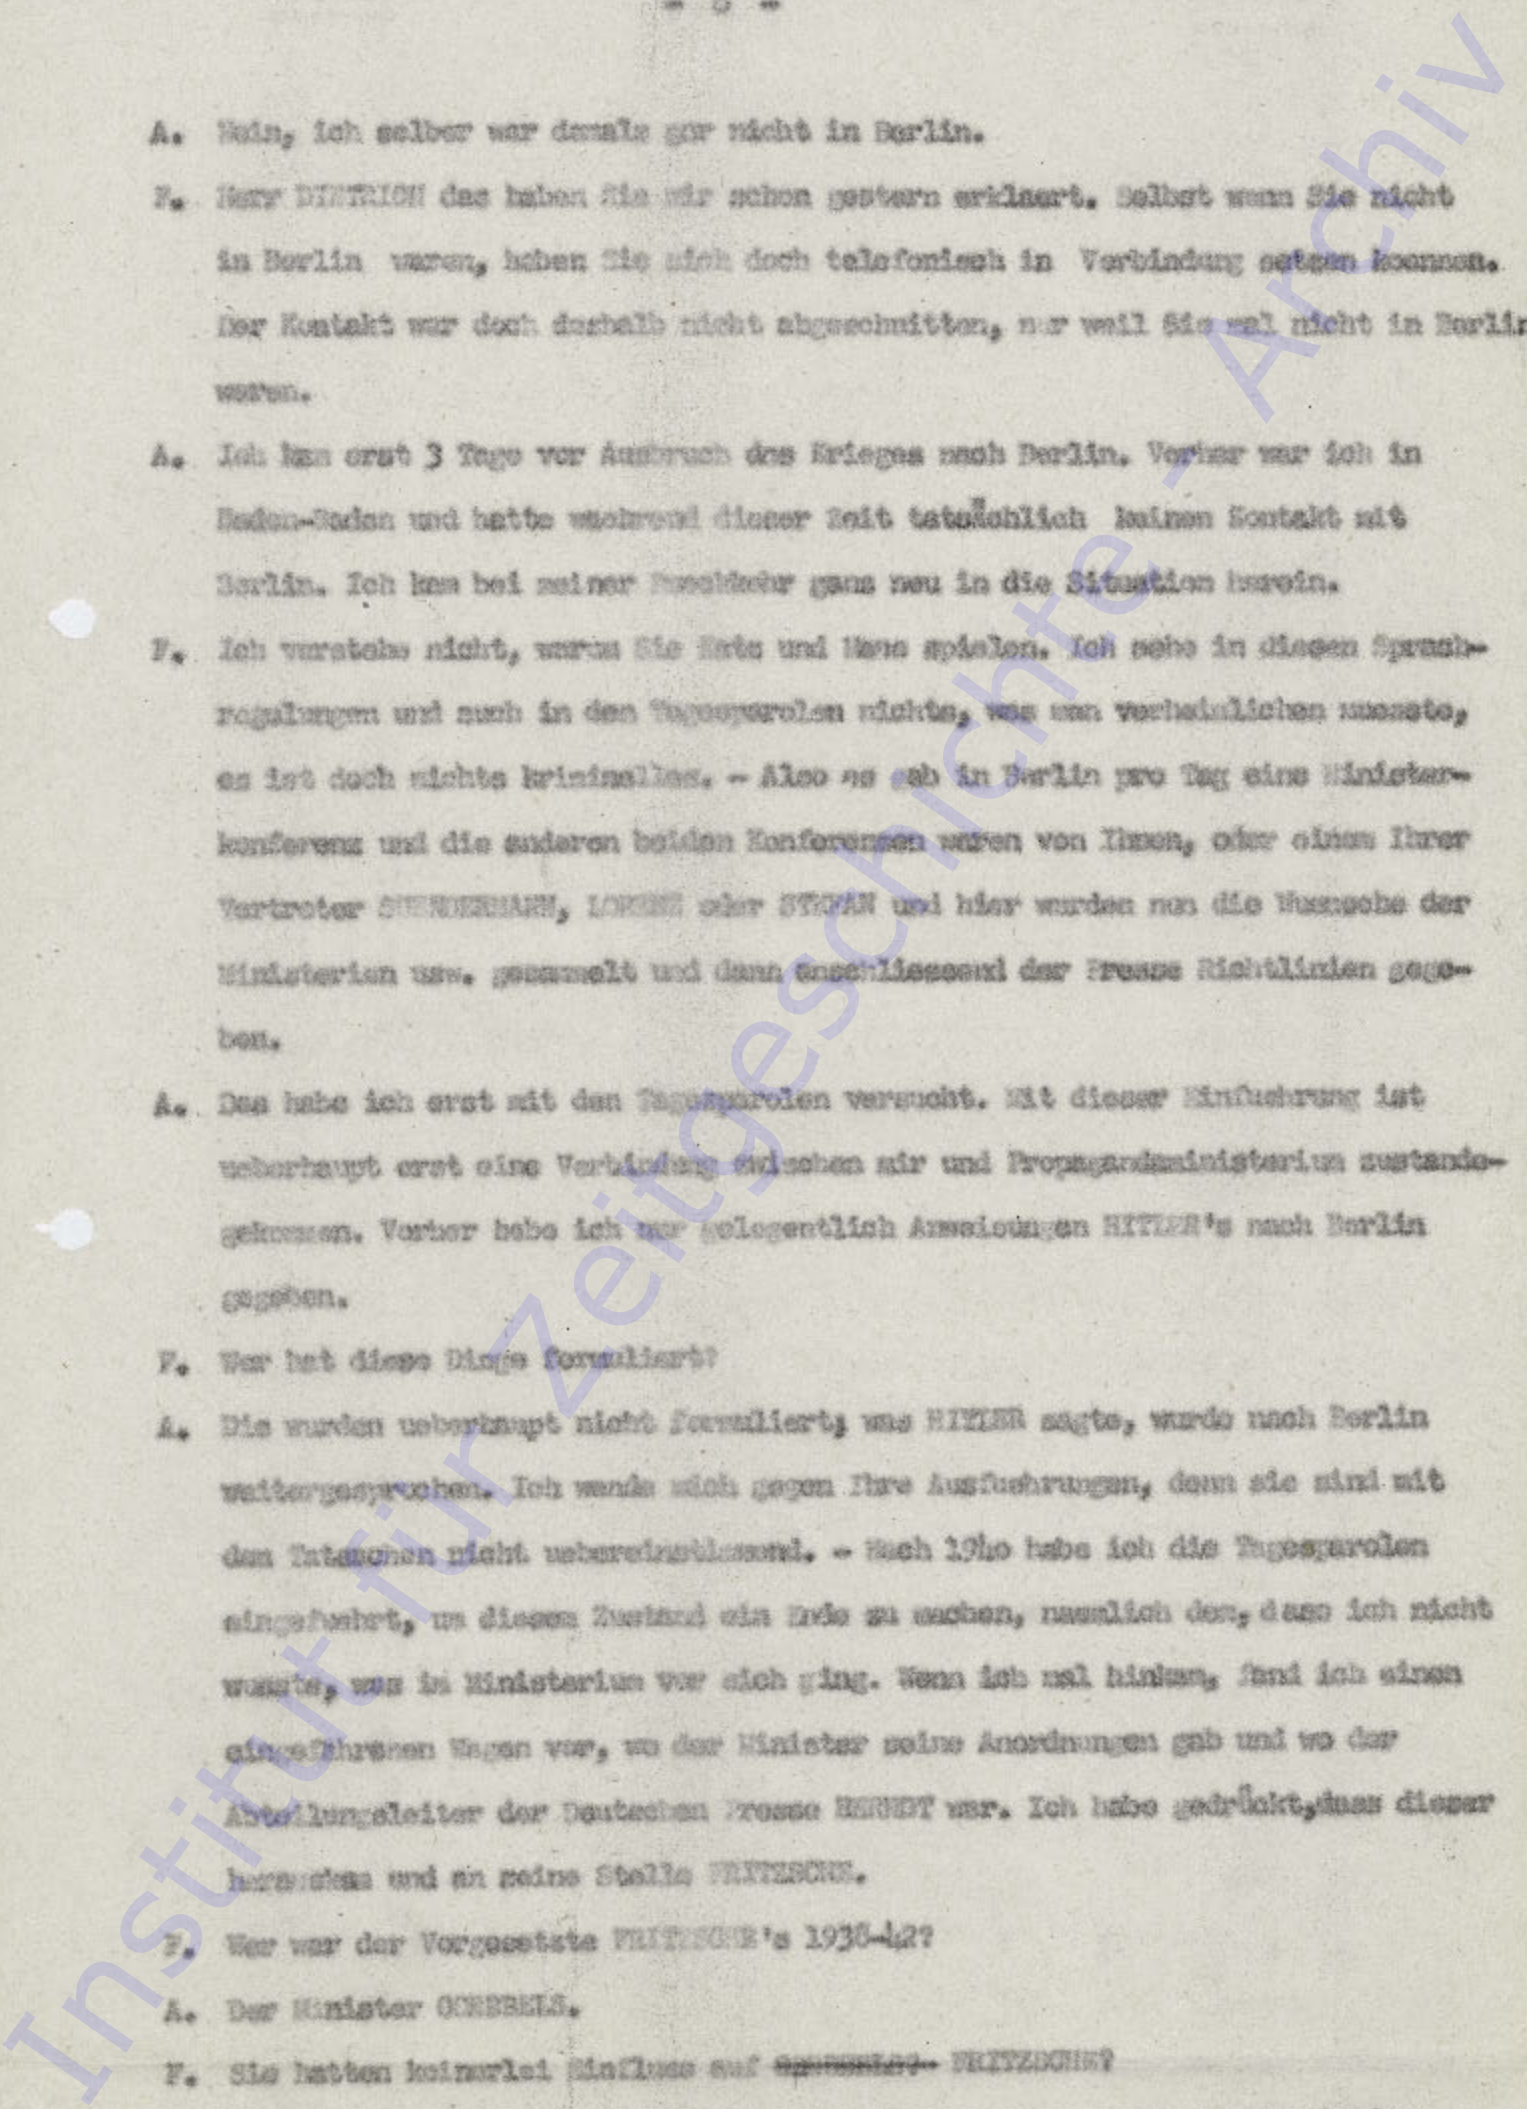 A. Nein, ich selber war damals gar nicht in Berlin.
F. Herr DIETRICH das haben Sie mir schon gestern erklaert. Selbst wenn Sie nicht
in Berlin waren, haben Sie sich doch telefonisch in Verbindung setzen koennen.
Der Kontakt war doch deshalb nicht abgeschnitten, nur weil Sie mal nicht in Berlin
waren.
A. Ich kam erst 3 Tage vor Ausbruch des Krieges nach Berlin. Vorher war ich in
Baden-Baden und hatte waehrend dieser Zeit tatsächlich keinen Kontakt mit
Berlin. Ich kam bei meiner Rueckkehr ganz neu in die Situation herein.
F. Ich verstehe nicht, warum Sie Katz und Maus spielen. Ich sehe in diesen Sprach-
regelungen und auch in den Tagesparolen nichts, was man verheimlichen muesste,
es ist doch nichts kriminelles. - Also es gab in Berlin pro Tag eine Minister-
konferenz und die anderen beiden Konferenzen waren von Ihnen, oder einem Ihrer
Vertreter SUENDERMANN, LORENZ oder STEFAN und hier wurden nun die Wuensche der
Ministerien usw. gesammelt und dann anschliessend der Presse Richtlinien gege-
ben.
A. Das habe ich erst mit den Tagesparolen versucht. Mit dieser Einfuehrung ist
ueberhaupt erst eine Verbindung zwischen mir und Propagandaministerium zustande-
gekommen. Vorher habe ich nur gelegentlich Anweisungen HITLER's nach Berlin
gegeben.
F. Wer hat diese Dinge formuliert?
A. Die wurden ueberhaupt nicht formuliert; was HITLER sagte, wurde nach Berlin
weitergesprochen. Ich wende mich gegen Ihre Ausfuehrungen, denn sie sind mit
den Tatsachen nicht uebereinstimmend. - Nach 1940 habe ich die Tagesparolen
eingefuehrt, um diesem Zustand ein Ende zu machen, naemlich dem, dass ich nicht
wusste, was im Ministerium vor sich ging. Wenn ich mal hinkam, fand ich einen
eingefahrenen Wagen vor, wo der Minister seine Anordnungen gab und wo der
Abteilungsleiter der Deutschen Presse BERNDT war. Ich habe gedrückt, dass dieser
herauskam und an seine Stelle FRITZSCHE.
F. Wer war der Vorgesetzte FRITZSCHE's 1938-42?
A. Der Minister GOEBBELS.
F. Sie hatten keinerlei Einfluss auf FRITZSCHE?
Institut für Zeitgeschichte - Archiv